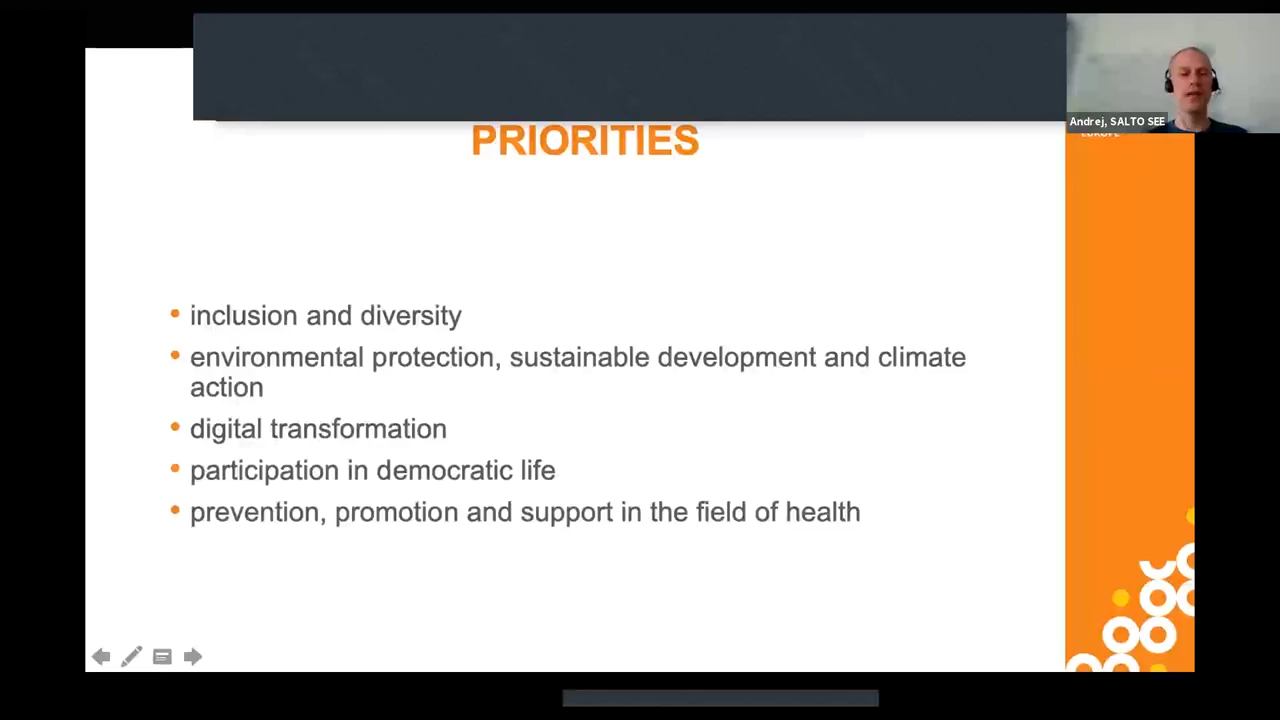 Andrej, SALTO SEE
EUROPE
PRIORITIES
• inclusion and diversity
• environmental protection, sustainable development and climate
action
• digital transformation
• participation in democratic life
• prevention, promotion and support in the field of health